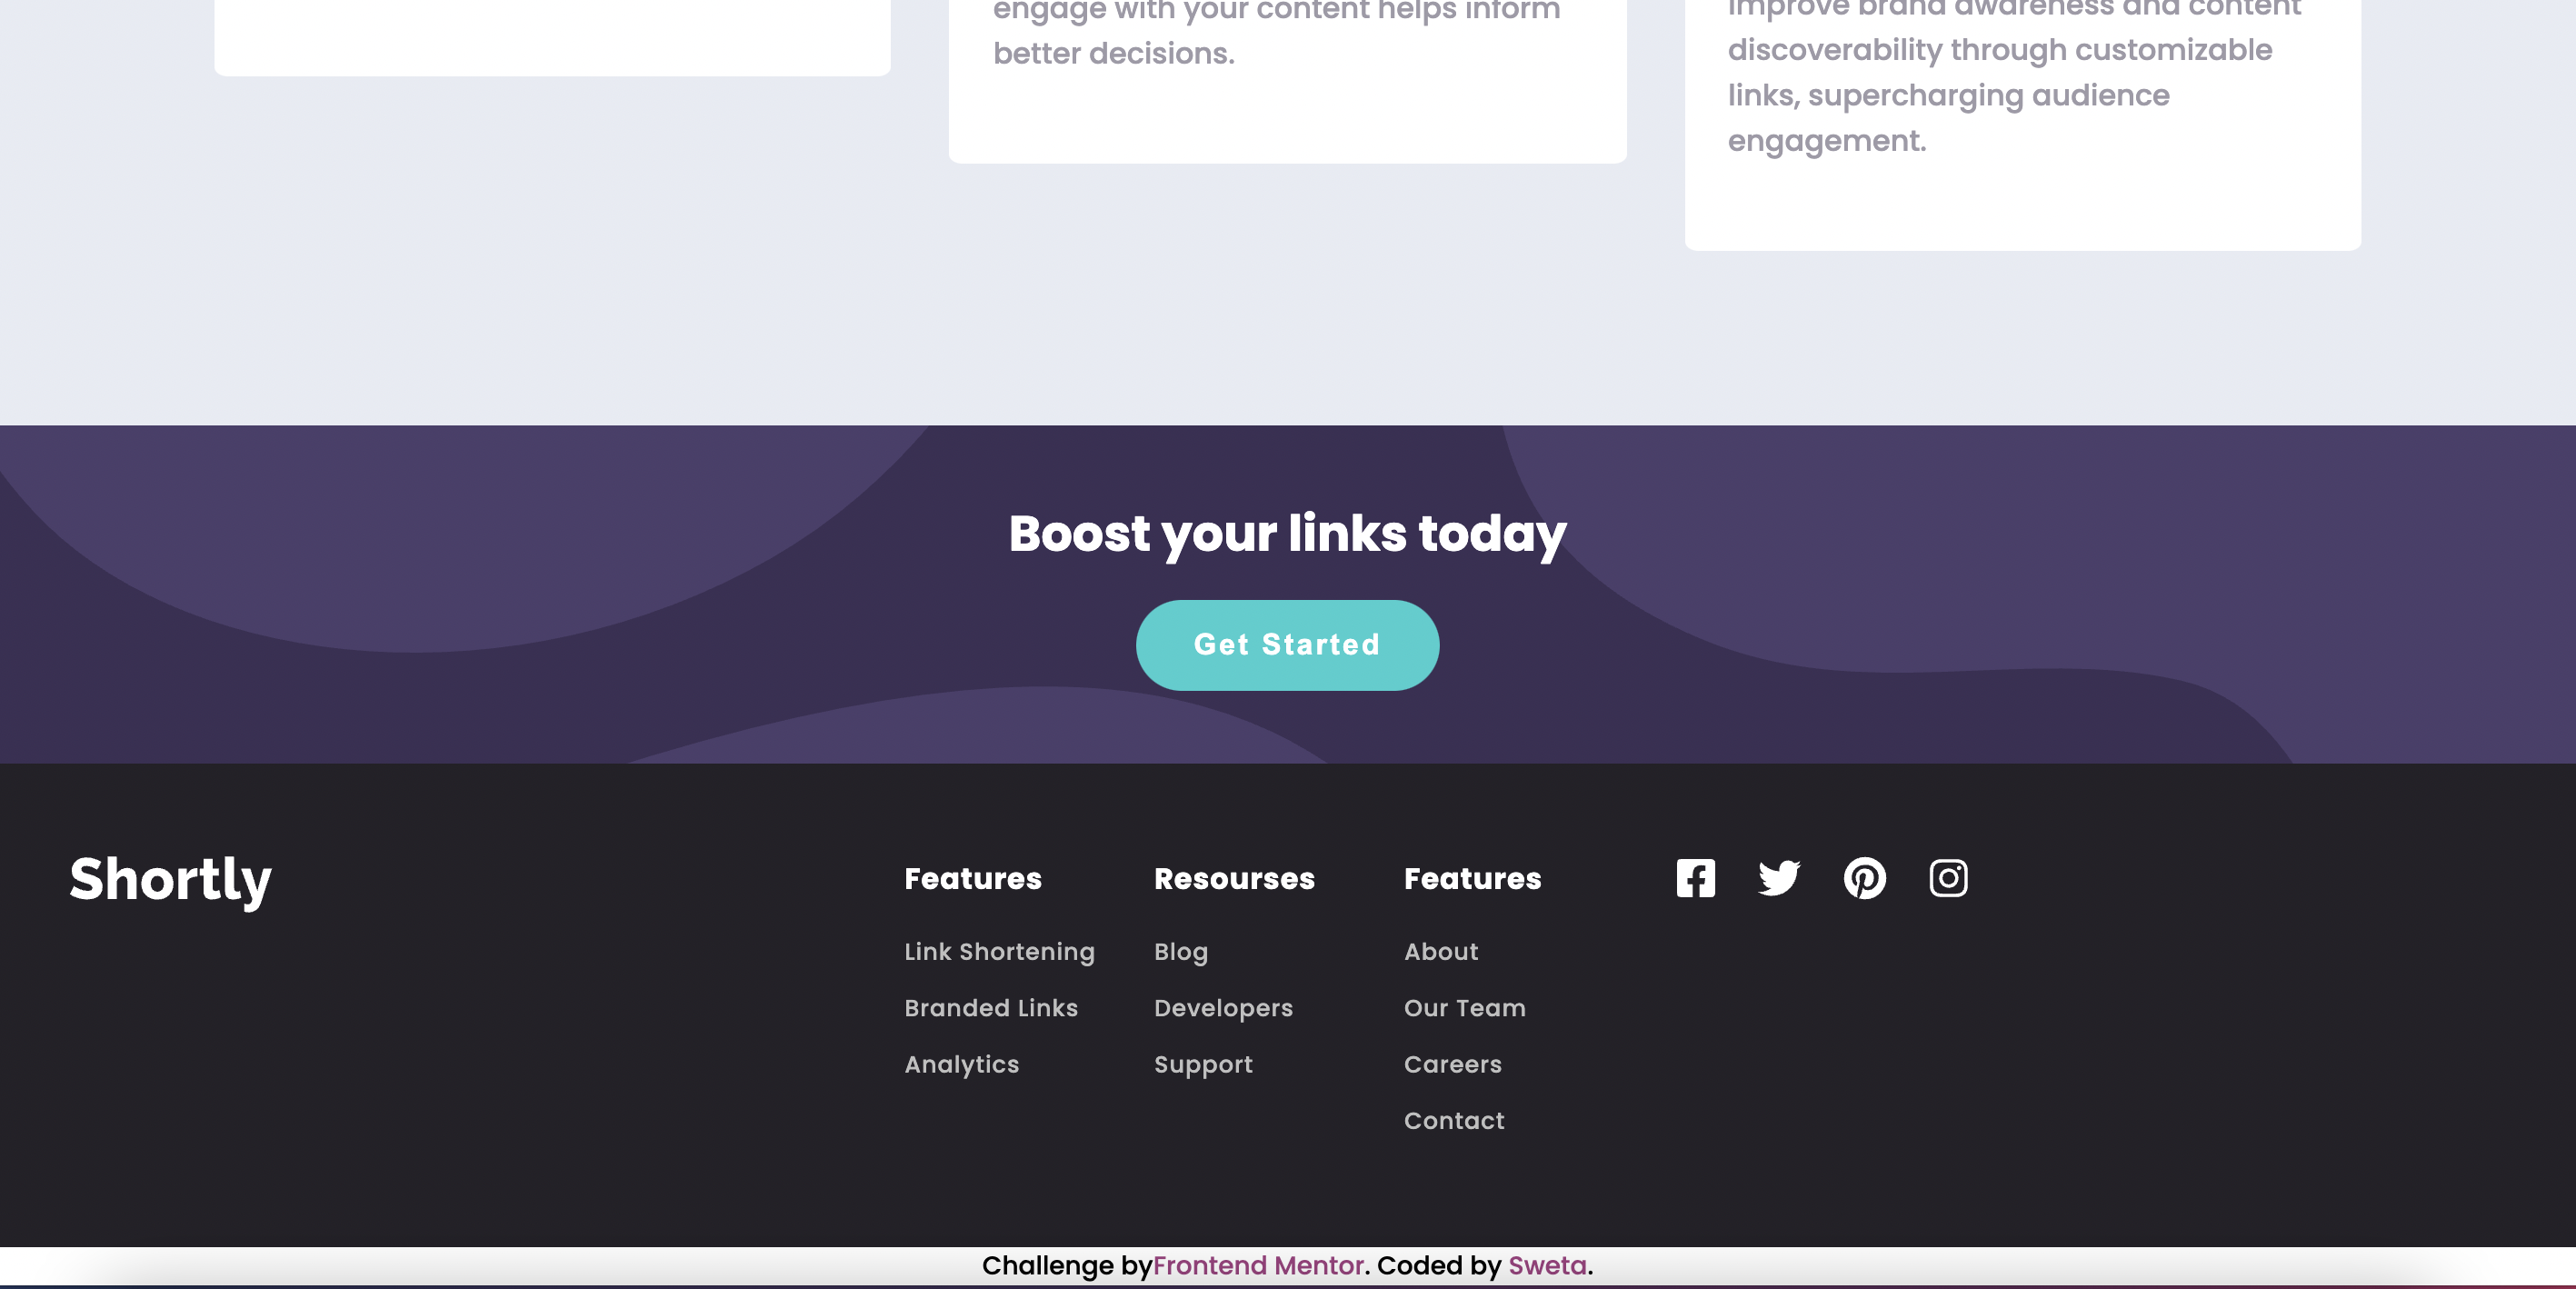 engage with your content helps inform
better decisions.
improve brand awareness and content
discoverability through customizable
links, supercharging audience
engagement.
Boost your links today
Get Started
Shortly
Features
Link Shortening
Branded Links
Analytics
Resourses
Blog
Developers
Support
Features
About
Our Team
Careers
Contact
Challenge byFrontend Mentor. Coded by Sweta.